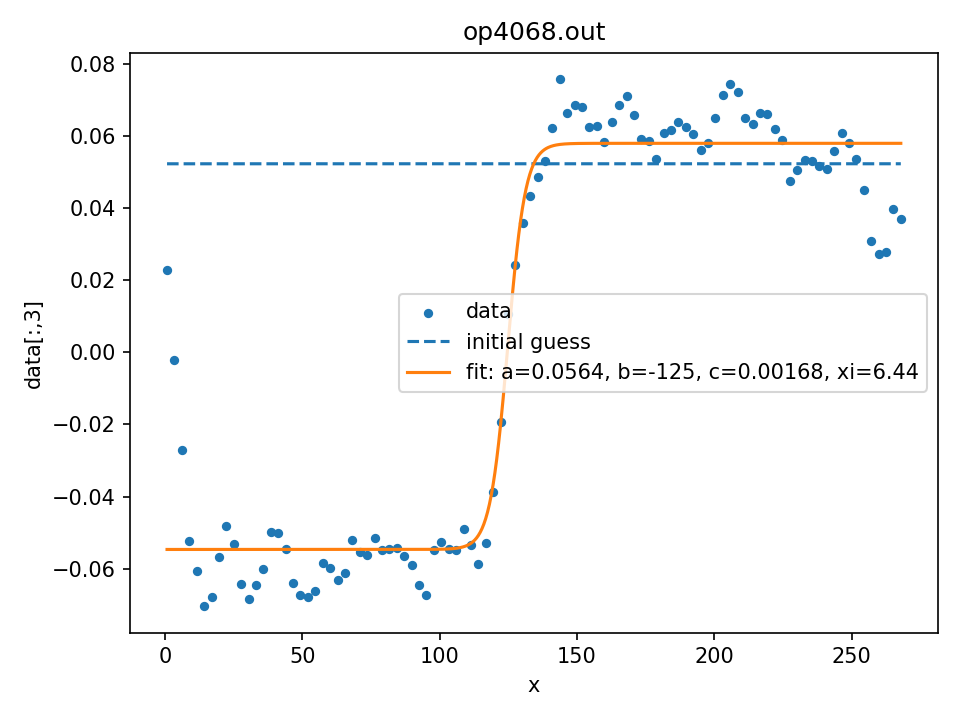 op4068.out
0.08
0.06
0.04
0.02
0.00
−0.02
−0.04
−0.06
data[:,3]
data
initial guess
fit: a=0.0564, b=-125, c=0.00168, xi=6.44
0 50 100 150 200 250
x